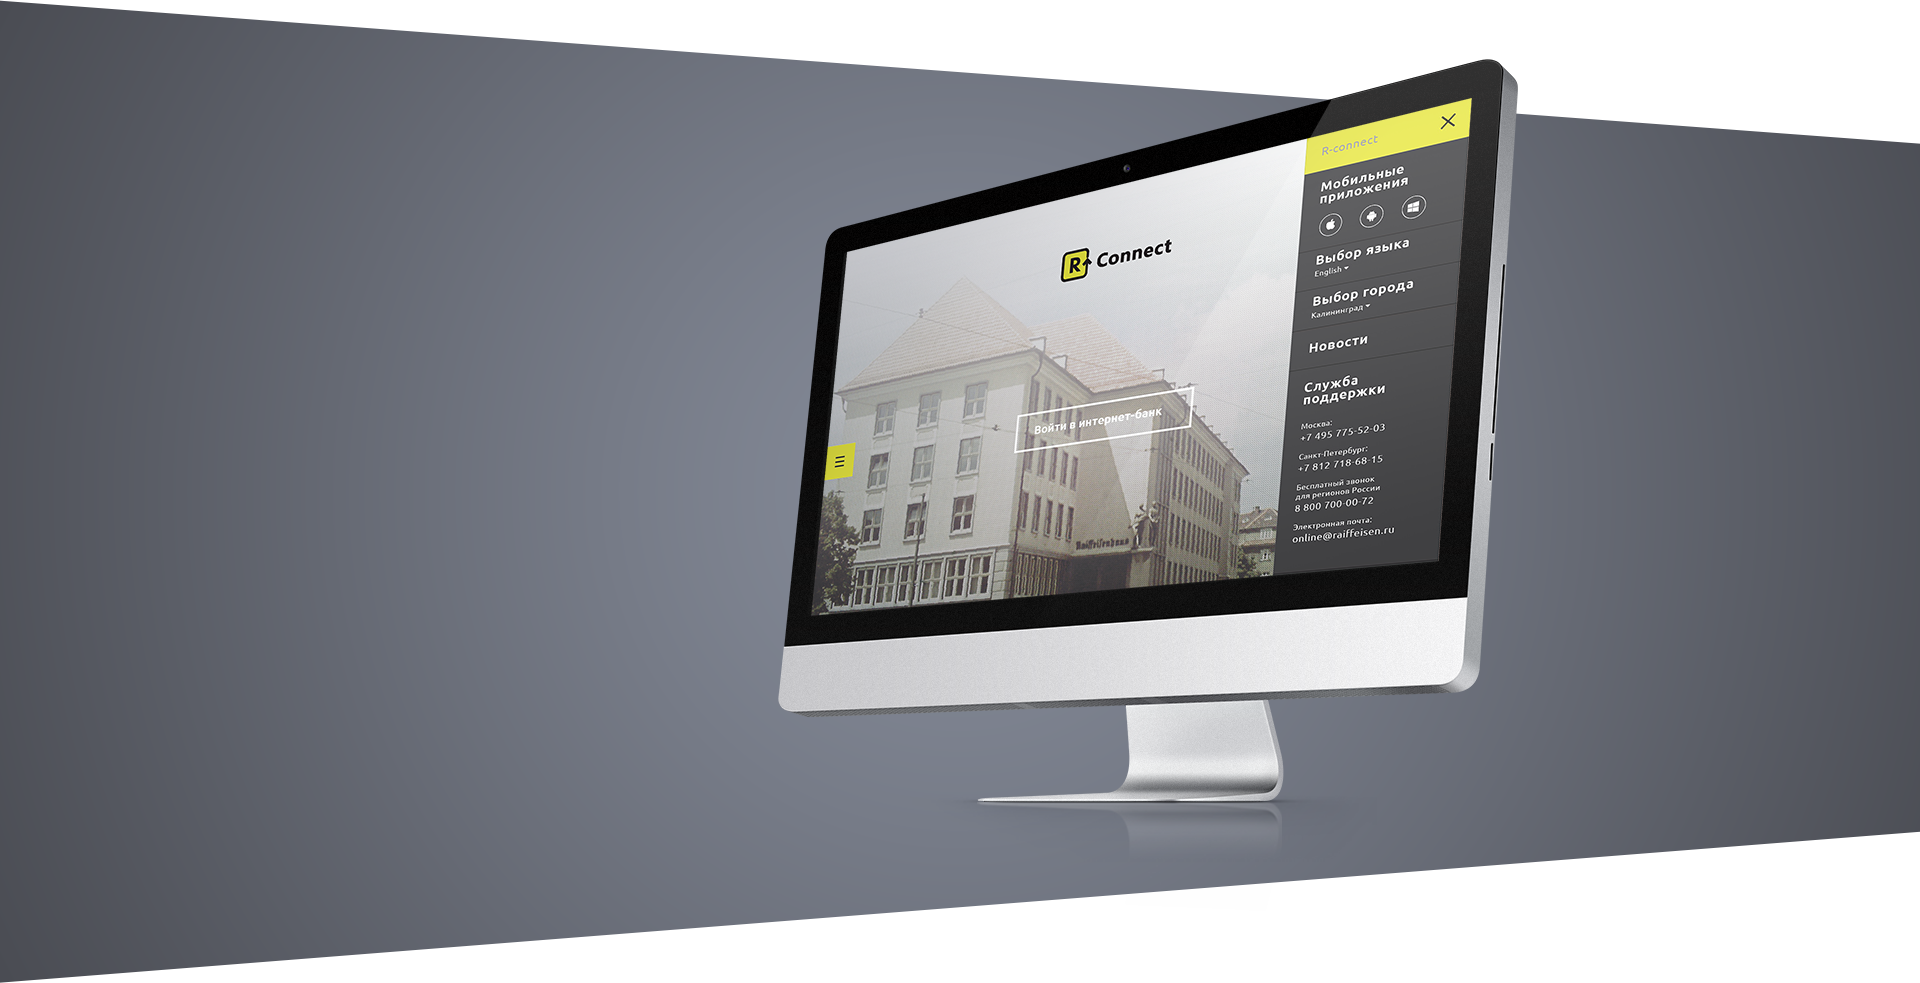 R Connect
Войти в интернет-банк
Raiffeisenhaus
R-connect
Мобильные
приложения
Выбор языка
English
Выбор города
Калининград
Новости
Служба
поддержки
Москва:
+7 495 775-52-03
Санкт-Петербург:
+7 812 718-68-15
Бесплатный звонок
для регионов России
8 800 700-00-72
Электронная почта:
online@raiffeisen.ru